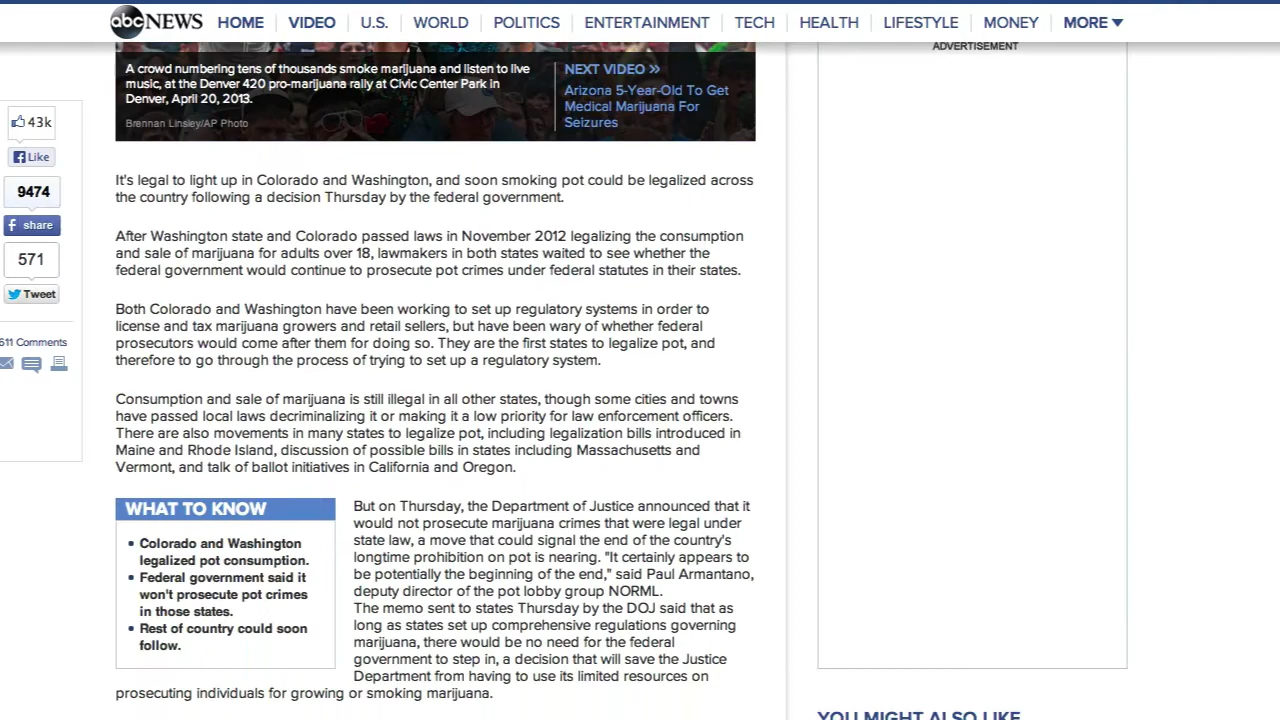 abc NEWS HOME VIDEO U.S. WORLD POLITICS ENTERTAINMENT TECH HEALTH LIFESTYLE MONEY MORE
ADVERTISEMENT
A crowd numbering tens of thousands smoke marijuana and listen to live
music, at the Denver 420 pro-marijuana rally at Civic Center Park in
Denver, April 20, 2013.
Brennan Linsley/AP Photo
NEXT VIDEO »
Arizona 5-Year-Old To Get
Medical Marijuana For
Seizures
43k
Like
9474
share
571
Tweet
611 Comments
It's legal to light up in Colorado and Washington, and soon smoking pot could be legalized across
the country following a decision Thursday by the federal government.
After Washington state and Colorado passed laws in November 2012 legalizing the consumption
and sale of marijuana for adults over 18, lawmakers in both states waited to see whether the
federal government would continue to prosecute pot crimes under federal statutes in their states.
Both Colorado and Washington have been working to set up regulatory systems in order to
license and tax marijuana growers and retail sellers, but have been wary of whether federal
prosecutors would come after them for doing so. They are the first states to legalize pot, and
therefore to go through the process of trying to set up a regulatory system.
Consumption and sale of marijuana is still illegal in all other states, though some cities and towns
have passed local laws decriminalizing it or making it a low priority for law enforcement officers.
There are also movements in many states to legalize pot, including legalization bills introduced in
Maine and Rhode Island, discussion of possible bills in states including Massachusetts and
Vermont, and talk of ballot initiatives in California and Oregon.
WHAT TO KNOW
Colorado and Washington
legalized pot consumption.
Federal government said it
won't prosecute pot crimes
in those states.
Rest of country could soon
follow.
But on Thursday, the Department of Justice announced that it
would not prosecute marijuana crimes that were legal under
state law, a move that could signal the end of the country's
longtime prohibition on pot is nearing. "It certainly appears to
be potentially the beginning of the end," said Paul Armantano,
deputy director of the pot lobby group NORML.
The memo sent to states Thursday by the DOJ said that as
long as states set up comprehensive regulations governing
marijuana, there would be no need for the federal
government to step in, a decision that will save the Justice
Department from having to use its limited resources on
prosecuting individuals for growing or smoking marijuana.
YOU MIGHT ALSO LIKE